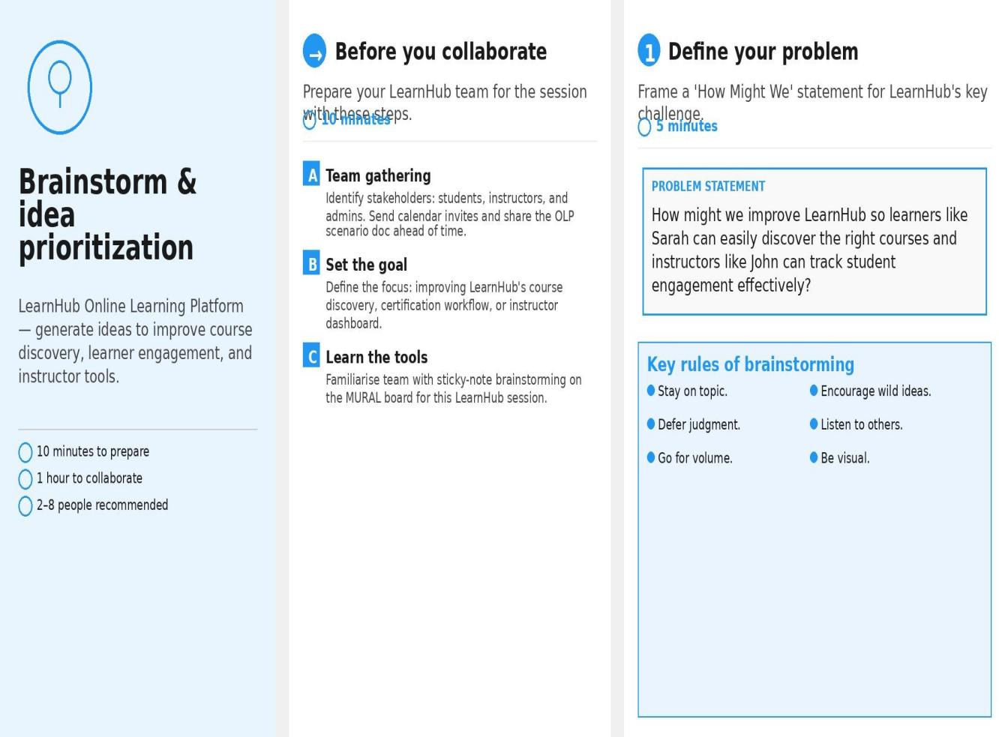 Brainstorm &
idea
prioritization
LearnHub Online Learning Platform
— generate ideas to improve course
discovery, learner engagement, and
instructor tools.
10 minutes to prepare
1 hour to collaborate
2–8 people recommended
→ Before you collaborate
Prepare your LearnHub team for the session
with these steps.
10 minutes
A Team gathering
Identify stakeholders: students, instructors, and
admins. Send calendar invites and share the OLP
scenario doc ahead of time.
B Set the goal
Define the focus: improving LearnHub's course
discovery, certification workflow, or instructor
dashboard.
C Learn the tools
Familiarise team with sticky-note brainstorming on
the MURAL board for this LearnHub session.
1 Define your problem
Frame a 'How Might We' statement for LearnHub's key
challenge.
5 minutes
PROBLEM STATEMENT
How might we improve LearnHub so learners like
Sarah can easily discover the right courses and
instructors like John can track student
engagement effectively?
Key rules of brainstorming
Stay on topic.
Encourage wild ideas.
Defer judgment.
Listen to others.
Go for volume.
Be visual.